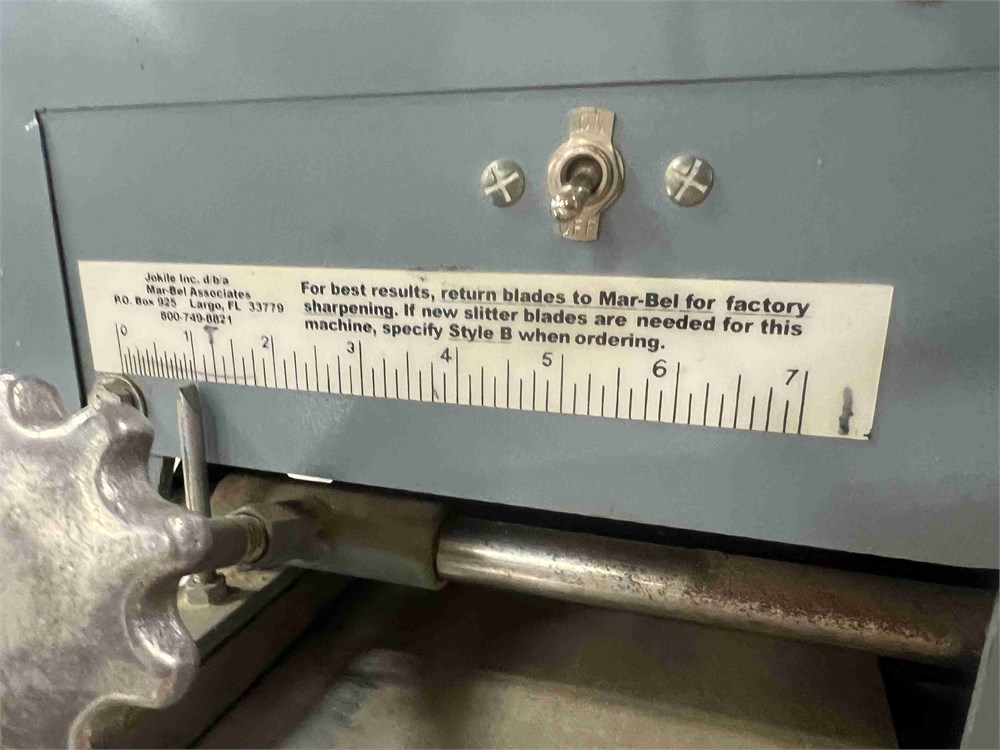 ON
OFF
Jokile Inc. d/b/a
Mar-Bel Associates
P.O. Box 925 Largo, FL 33779
800-749-8821
For best results, return blades to Mar-Bel for factory
sharpening. If new slitter blades are needed for this
machine, specify Style B when ordering.
0 1 2 3 4 5 6 7